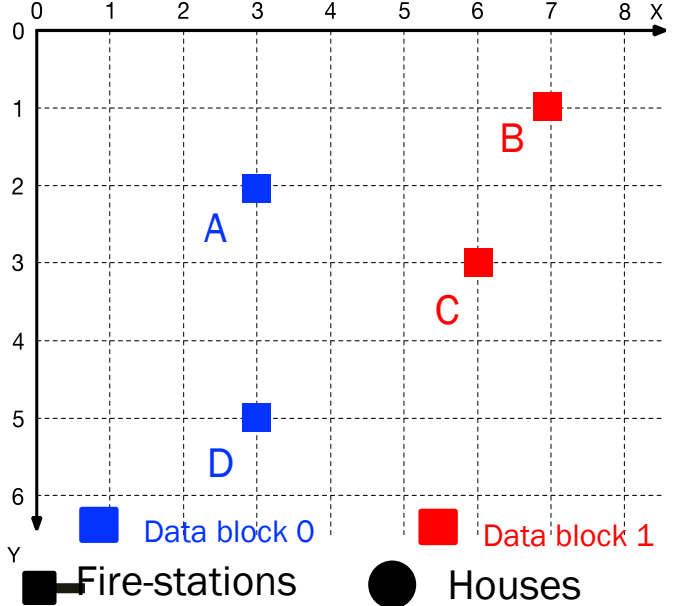 0 1 2 3 4 5 6 7 8 X
0
1
B
2
A
3
C
4
5
D
6
Data block 0 Data block 1
Y
Fire-stations Houses